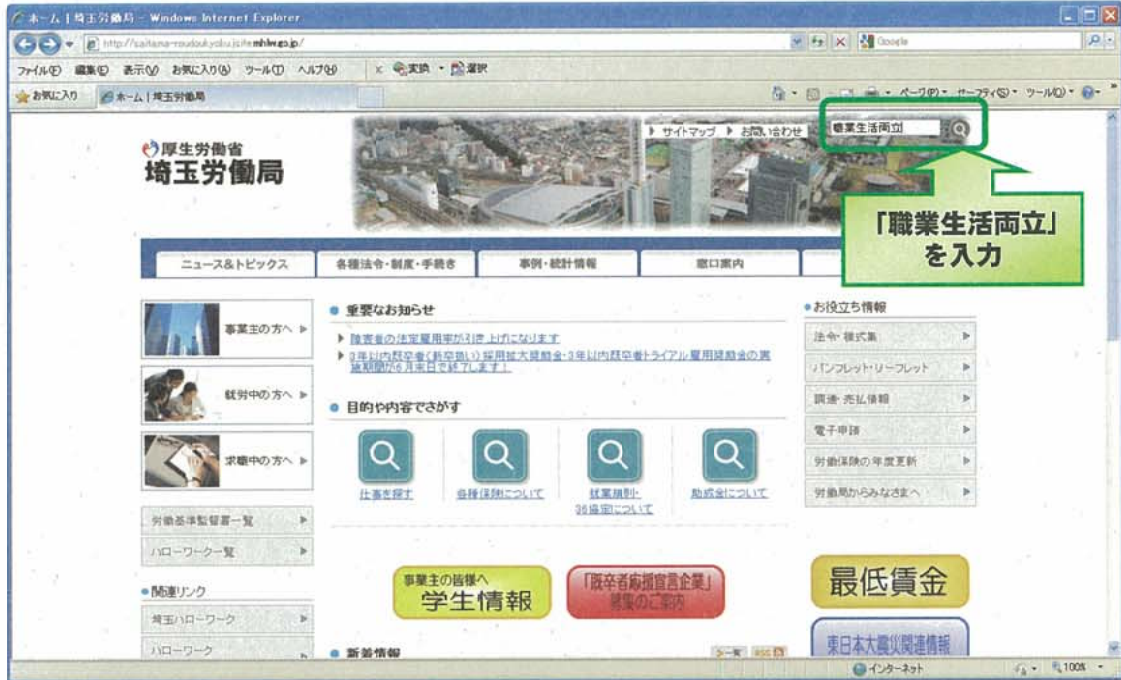 ホーム | 埼玉労働局 - Windows Internet Explorer
http://saitama-roudoukyoku.jsite.mhlw.go.jp/
Google
ファイル(F) 編集(E) 表示(V) お気に入り(A) ツール(T) ヘルプ(H) x 変換 選択
お気に入り ホーム | 埼玉労働局
ページ(P) セーフティ(S) ツール(O)
サイトマップ お問い合わせ 職業生活両立
厚生労働省
埼玉労働局
「職業生活両立」
を入力
ニュース&トピックス 各種法令・制度・手続き 事例・統計情報 窓口案内
事業主の方へ
就労中の方へ
求職中の方へ
労働基準監督署一覧
ハローワーク一覧
関連リンク
埼玉ハローワーク
ハローワーク
重要なお知らせ
障害者の法定雇用率が引き上げになります
3年以内既卒者(新卒扱い)採用拡大奨励金・3年以内既卒者トライアル雇用奨励金の実
施期間が6月末日で終了します!
目的や内容でさがす
仕事を探す
各種保険について
就業規則・
36協定について
助成金について
事業主の皆様へ
学生情報
「既卒者応援宣言企業」
募集のご案内
新着情報
一覧 RSS
お役立ち情報
法令・様式集
パンフレット・リーフレット
調達・売払情報
電子申請
労働保険の年度更新
労働局からみなさまへ
最低賃金
東日本大震災関連情報
インターネット 100%